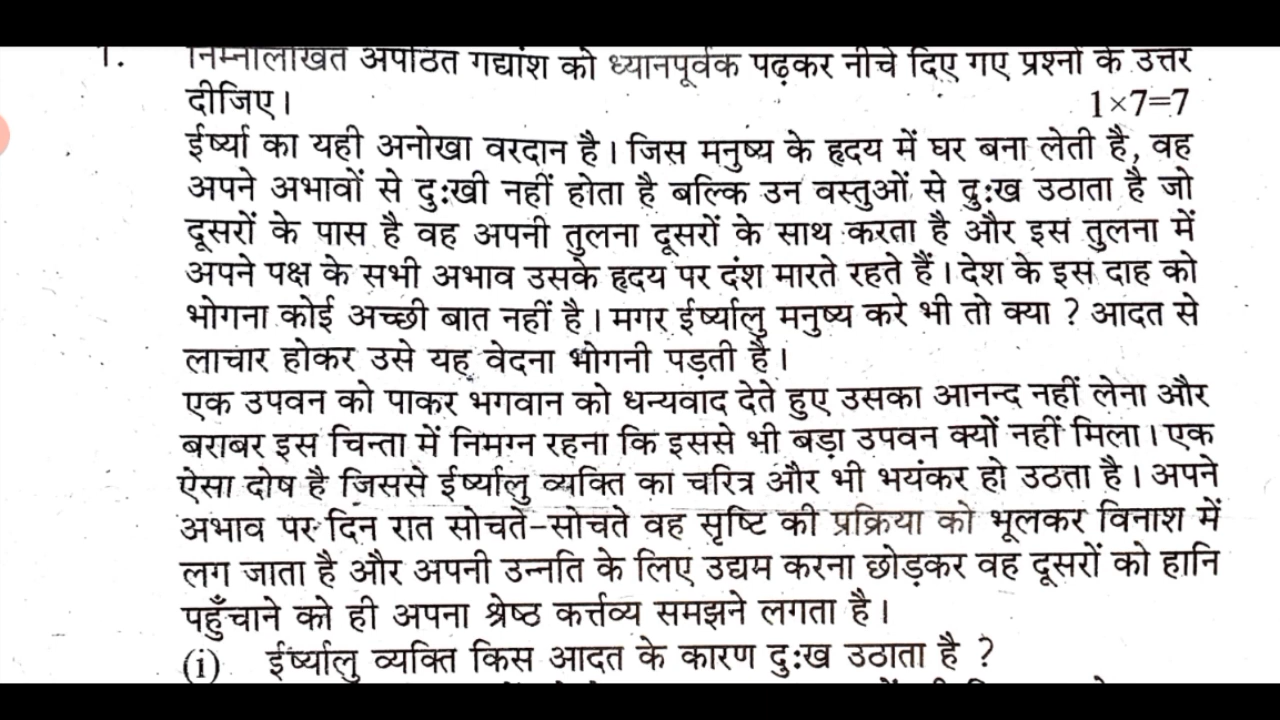 1. निम्नलिखित अपठित गद्यांश को ध्यानपूर्वक पढ़कर नीचे दिए गए प्रश्नों के उत्तर
दीजिए। 1×7=7
ईर्ष्या का यही अनोखा वरदान है। जिस मनुष्य के हृदय में घर बना लेती है, वह
अपने अभावों से दुःखी नहीं होता है बल्कि उन वस्तुओं से दुःख उठाता है जो
दूसरों के पास है वह अपनी तुलना दूसरों के साथ करता है और इस तुलना में
अपने पक्ष के सभी अभाव उसके हृदय पर दंश मारते रहते हैं। देश के इस दाह को
भोगना कोई अच्छी बात नहीं है। मगर ईर्ष्यालु मनुष्य करे भी तो क्या ? आदत से
लाचार होकर उसे यह वेदना भोगनी पड़ती है।
एक उपवन को पाकर भगवान को धन्यवाद देते हुए उसका आनन्द नहीं लेना और
बराबर इस चिन्ता में निमग्न रहना कि इससे भी बड़ा उपवन क्यों नहीं मिला। एक
ऐसा दोष है जिससे ईर्ष्यालु व्यक्ति का चरित्र और भी भयंकर हो उठता है। अपने
अभाव पर दिन रात सोचते-सोचते वह सृष्टि की प्रक्रिया को भूलकर विनाश में
लग जाता है और अपनी उन्नति के लिए उद्यम करना छोड़कर वह दूसरों को हानि
पहुँचाने को ही अपना श्रेष्ठ कर्त्तव्य समझने लगता है।
(i) ईर्ष्यालु व्यक्ति किस आदत के कारण दुःख उठाता है ?